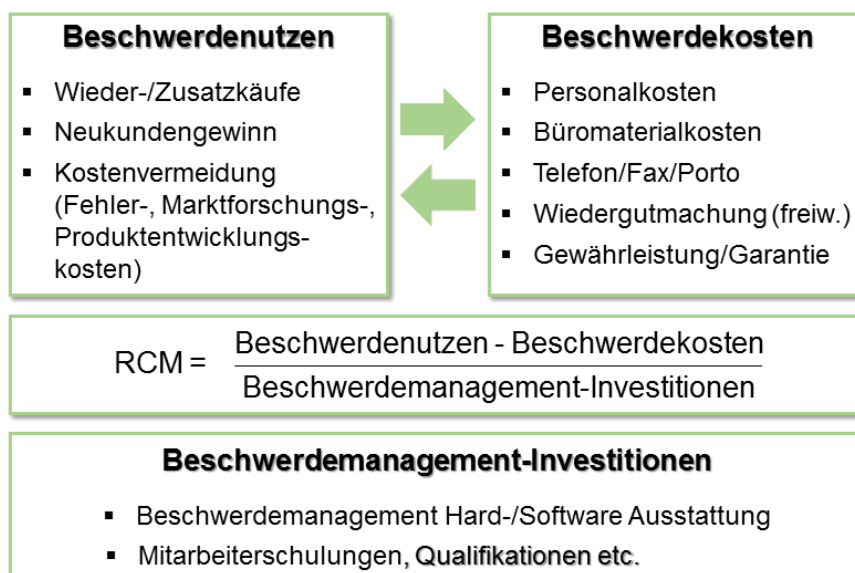 Beschwerdenutzen
▪ Wieder-/Zusatzkäufe
▪ Neukundengewinn
▪ Kostenvermeidung
(Fehler-, Marktforschungs-,
Produktentwicklungs-
kosten)
Beschwerdekosten
▪ Personalkosten
▪ Büromaterialkosten
▪ Telefon/Fax/Porto
▪ Wiedergutmachung (freiw.)
▪ Gewährleistung/Garantie
Beschwerdenutzen - Beschwerdekosten
RCM =
Beschwerdemanagement-Investitionen
Beschwerdemanagement-Investitionen
▪ Beschwerdemanagement Hard-/Software Ausstattung
▪ Mitarbeiterschulungen, Qualifikationen etc.